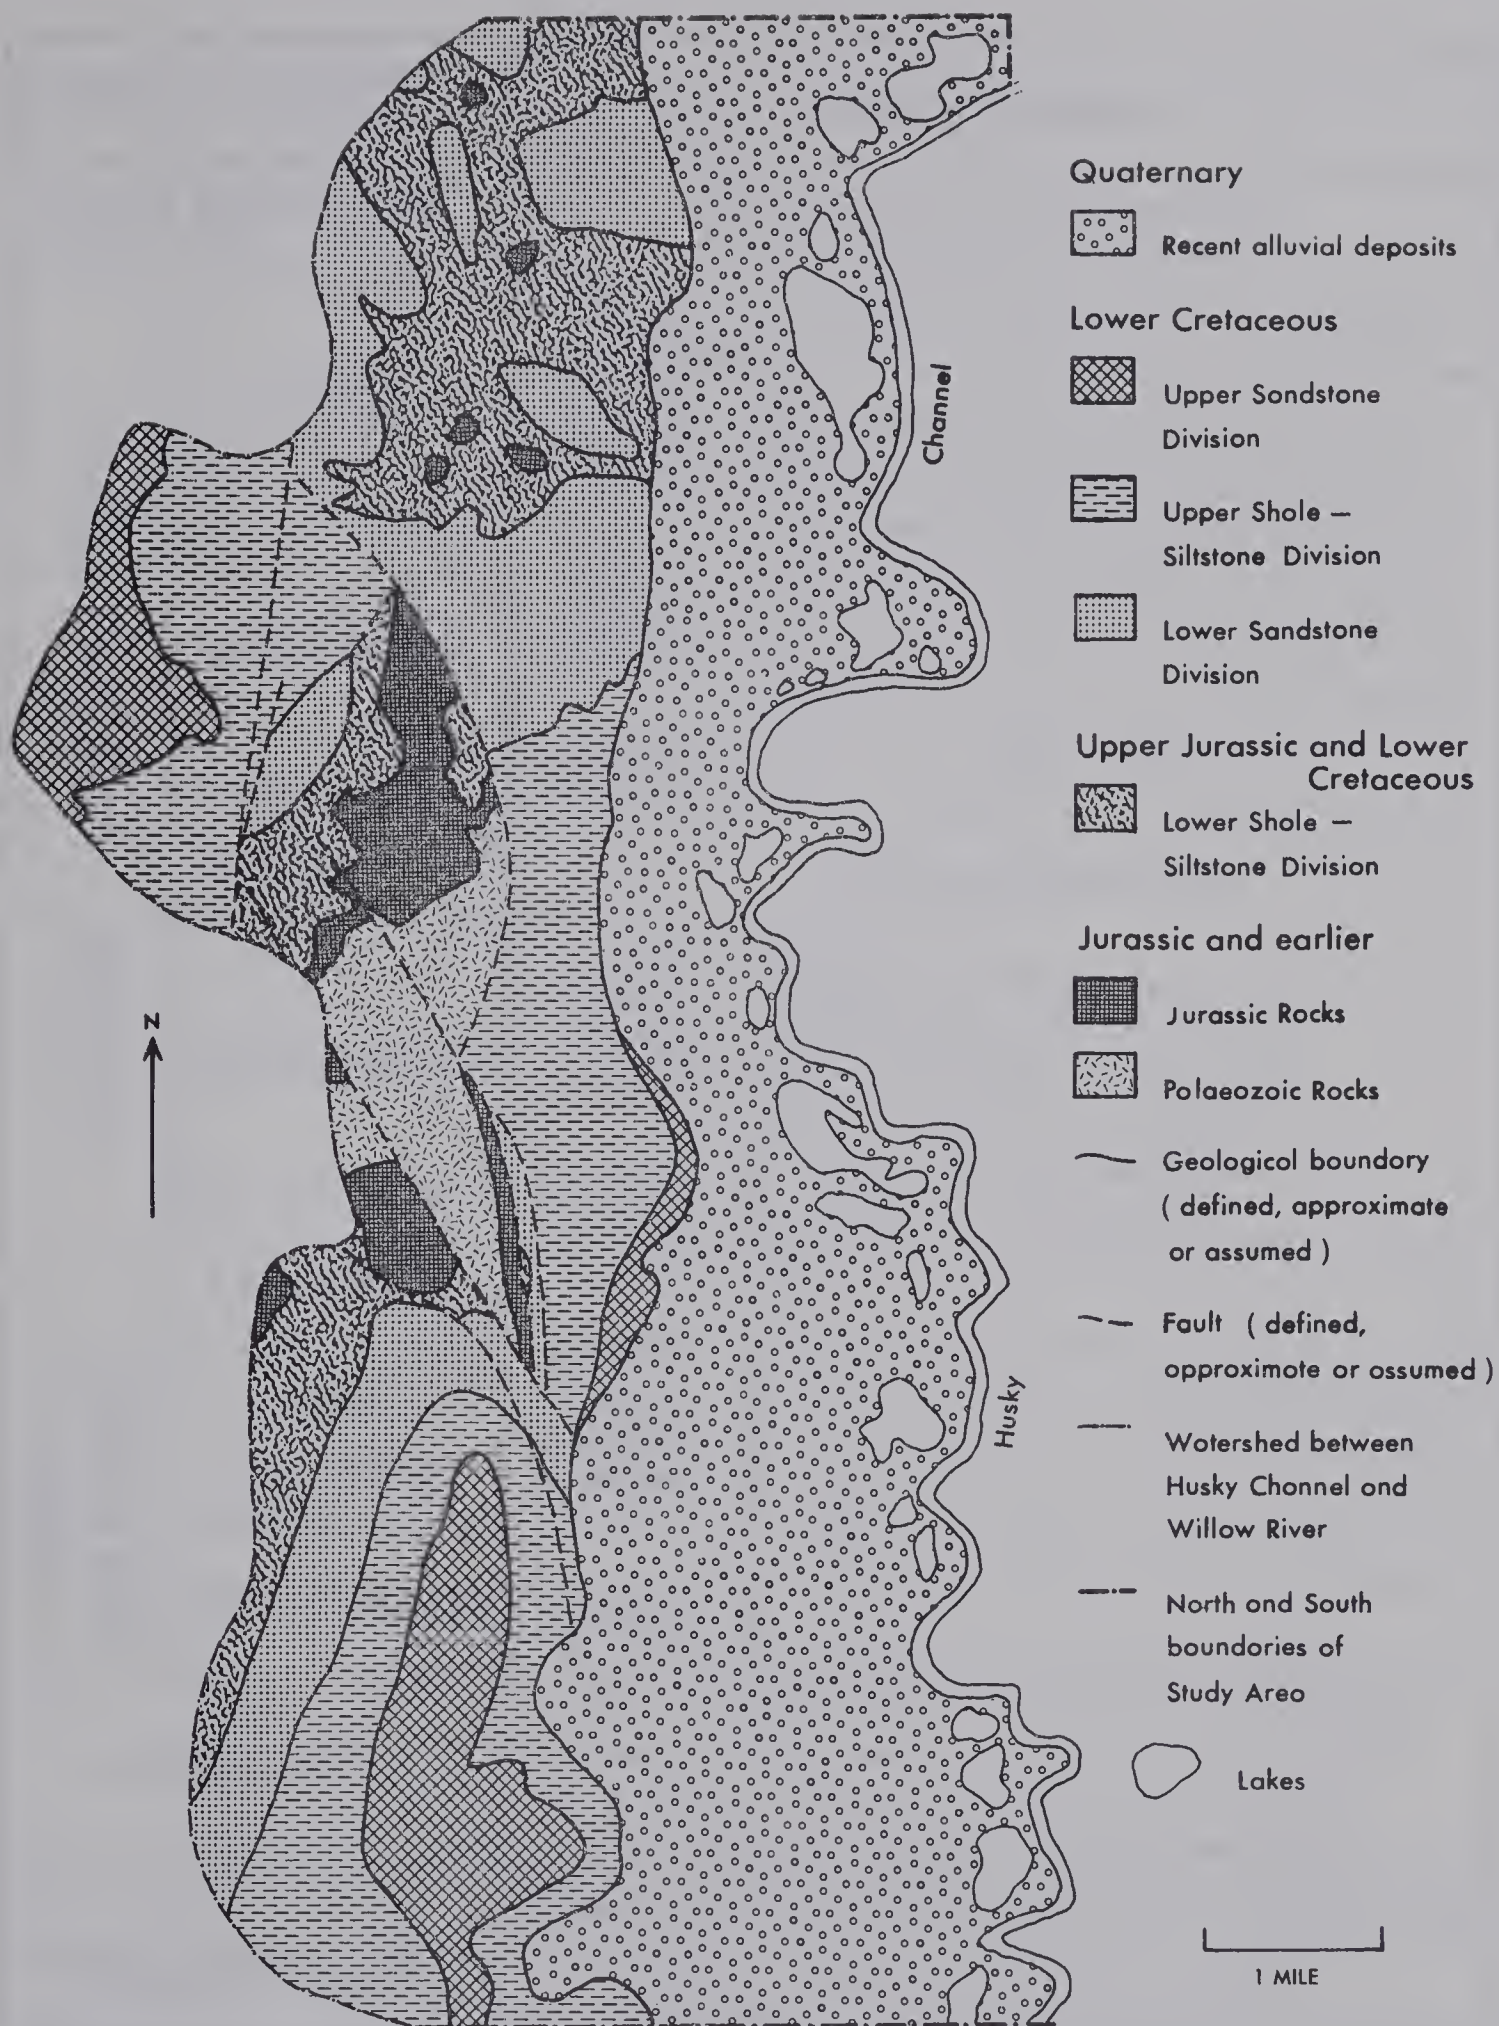 Quaternary
Recent alluvial deposits
Lower Cretaceous
Upper Sondstone
Division
Upper Shole –
Siltstone Division
Lower Sandstone
Division
Upper Jurassic and Lower
Cretaceous
Lower Shole –
Siltstone Division
Jurassic and earlier
Jurassic Rocks
Polaeozoic Rocks
Geologicol boundory
( defined, approximate
or assumed )
Fault ( defined,
approximote or ossumed )
Wotershed between
Husky Chonnel ond
Willow River
North ond South
boundories of
Study Areo
Lakes
1 MILE
Channel
Husky
N